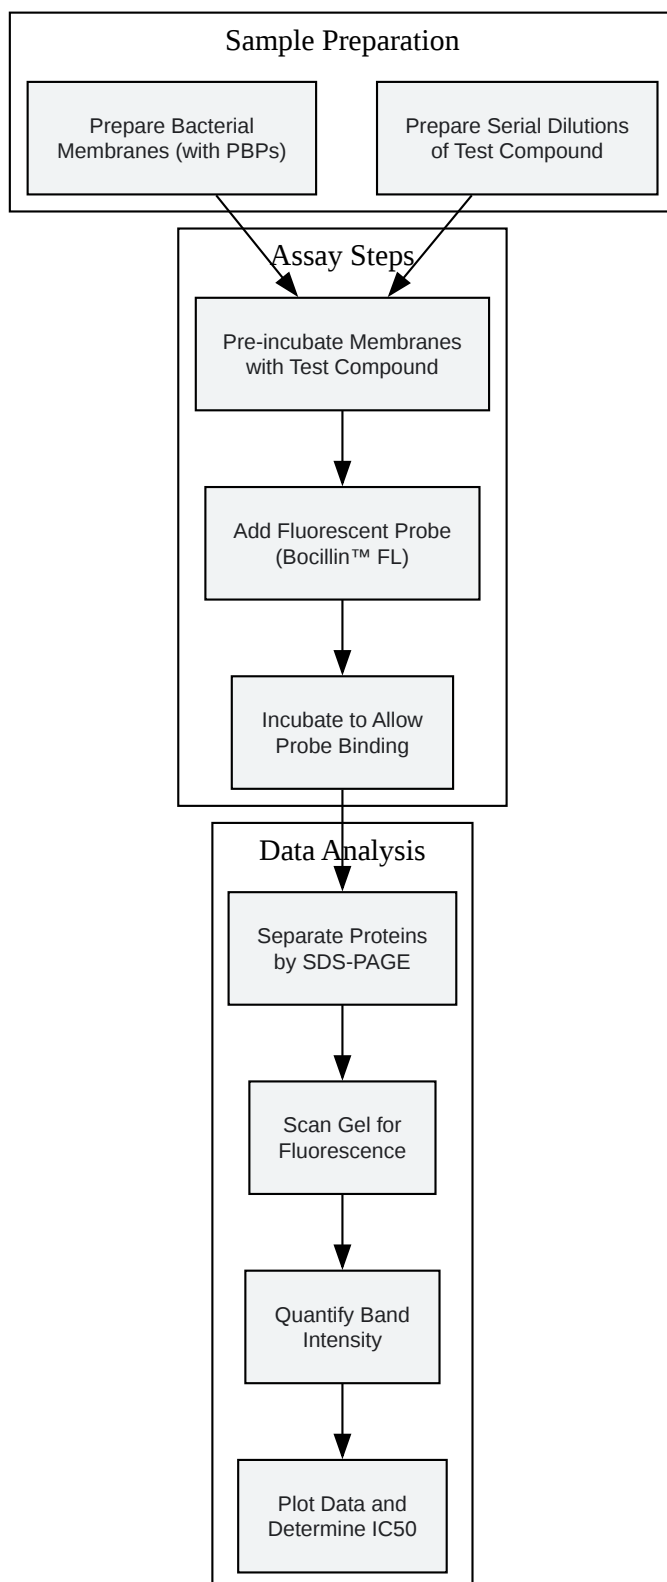 Sample Preparation
Prepare Bacterial
Membranes (with PBPs)
Prepare Serial Dilutions
of Test Compound
Assay Steps
Pre-incubate Membranes
with Test Compound
Add Fluorescent Probe
(Bocillin™ FL)
Incubate to Allow
Probe Binding
Data Analysis
Separate Proteins
by SDS-PAGE
Scan Gel for
Fluorescence
Quantify Band
Intensity
Plot Data and
Determine IC50